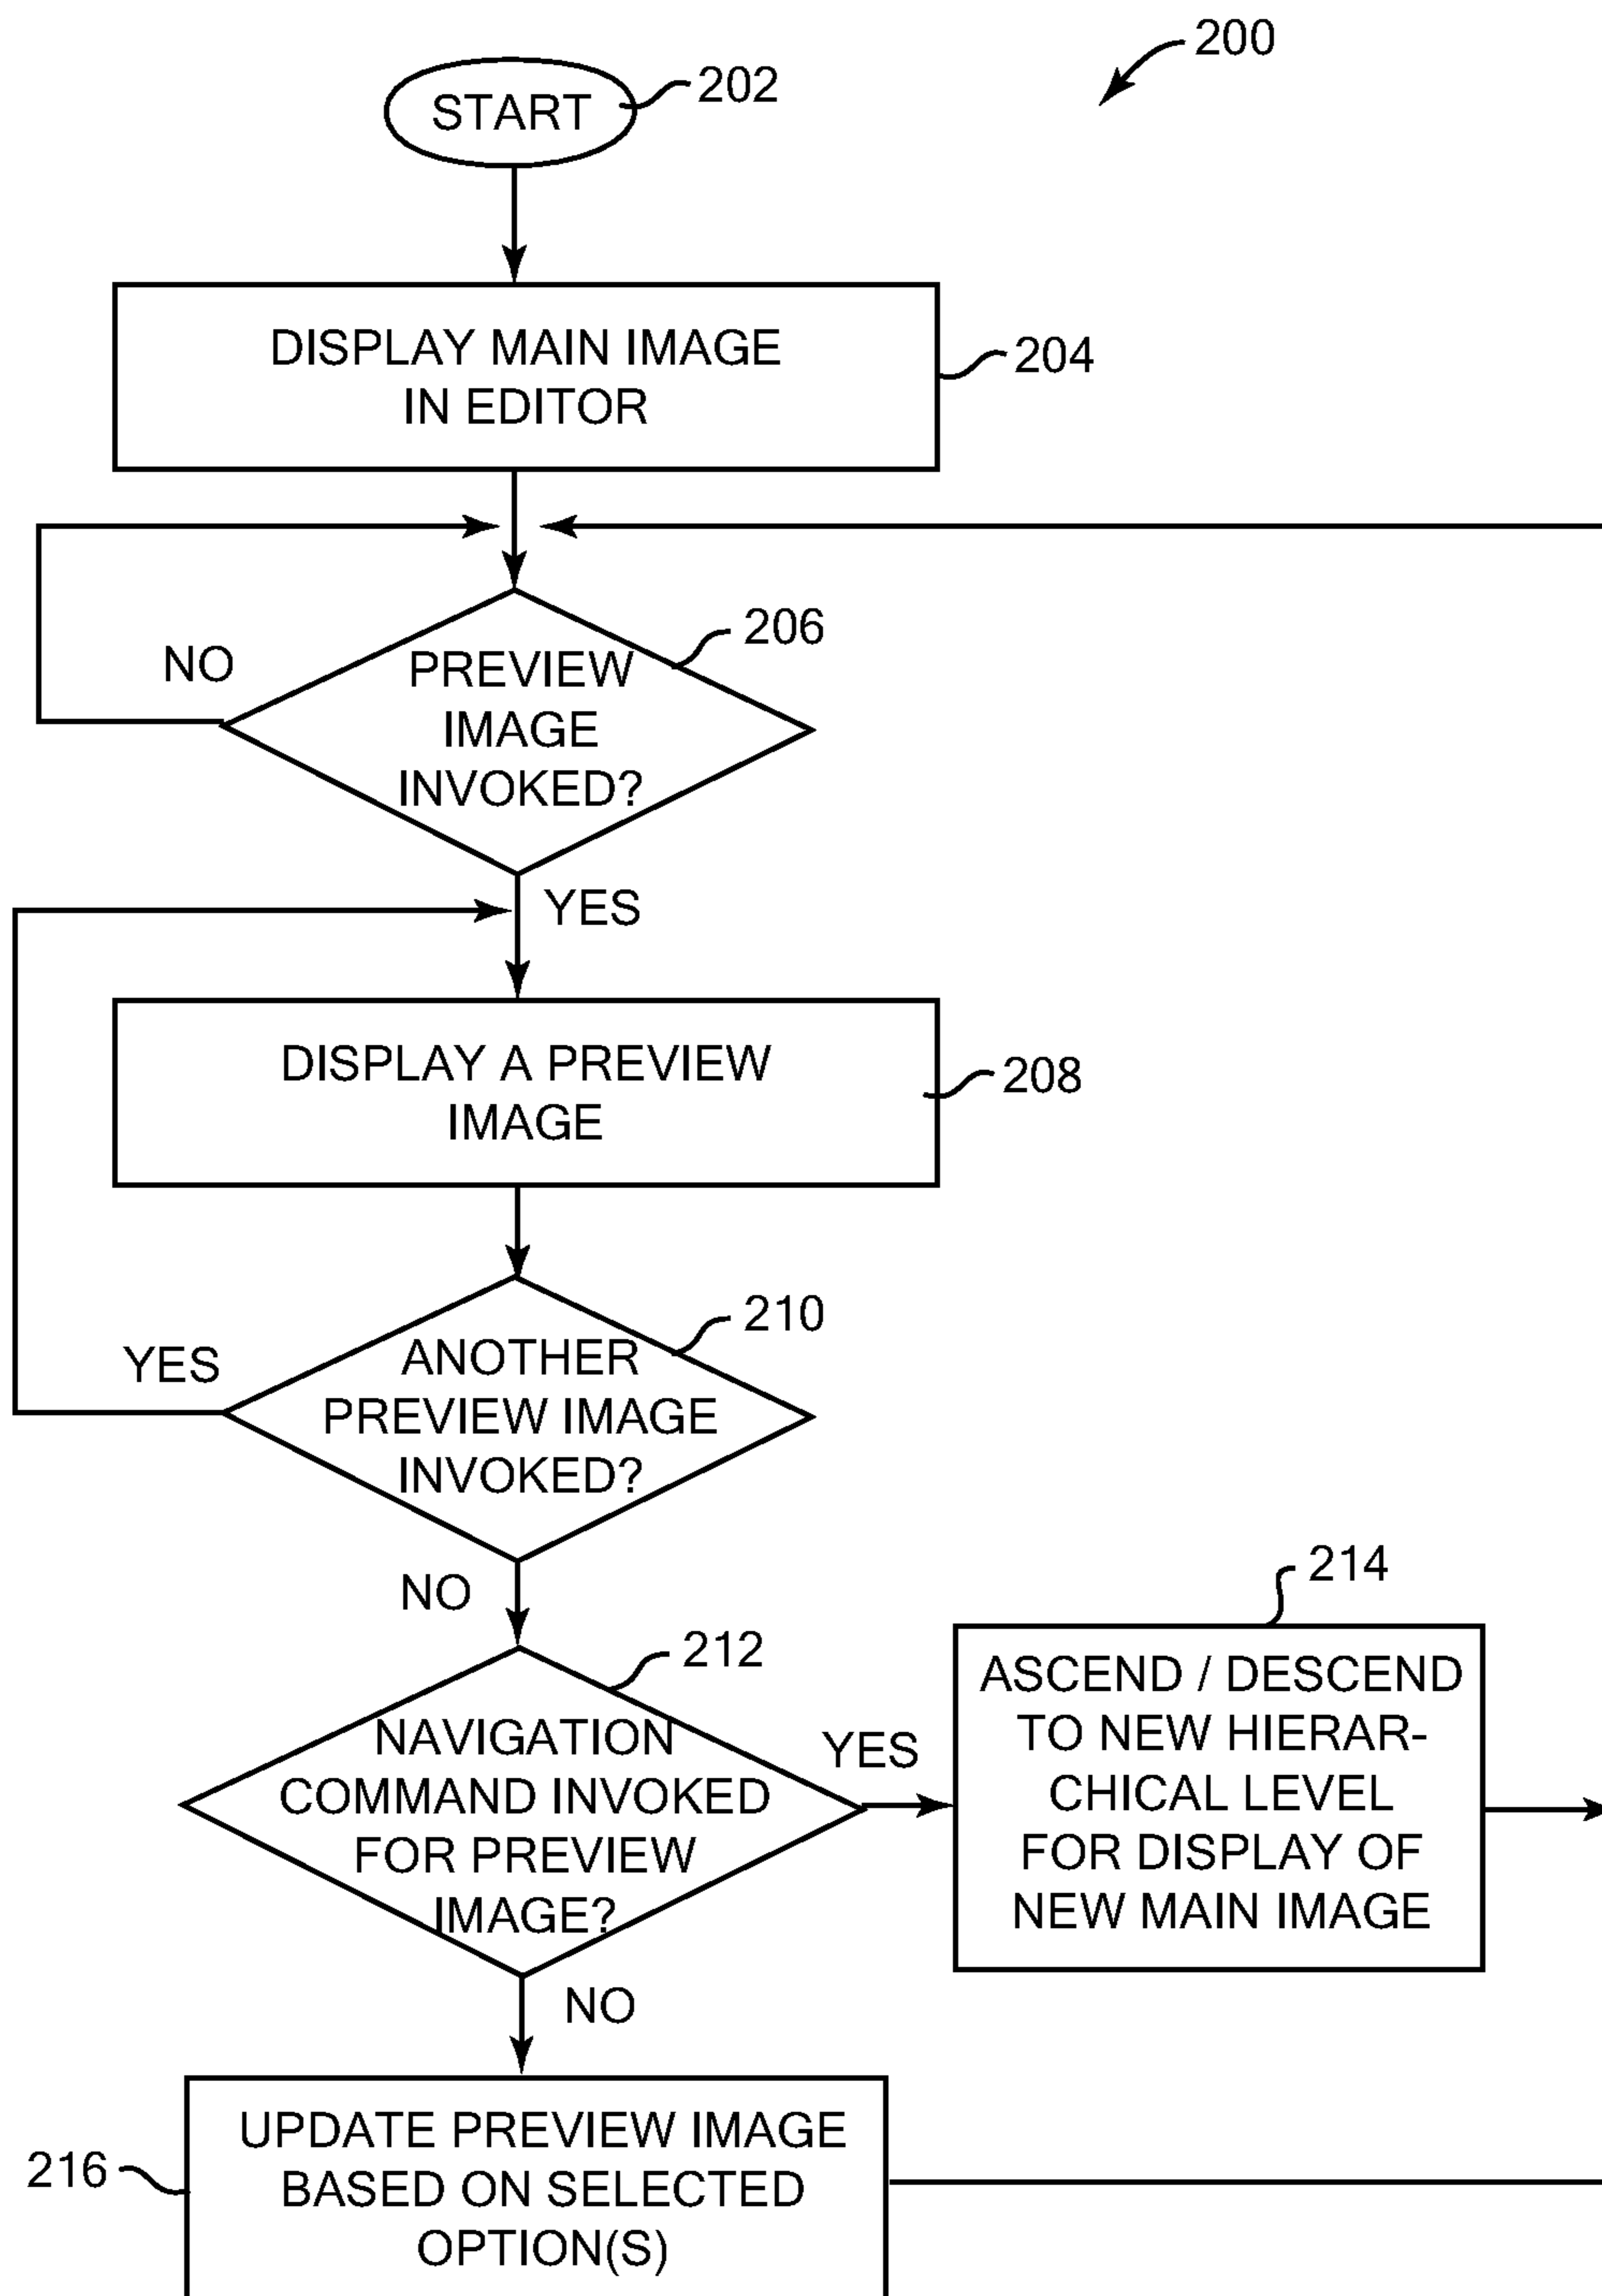 200
START
202
DISPLAY MAIN IMAGE
IN EDITOR
204
206
NO
PREVIEW
IMAGE
INVOKED?
YES
DISPLAY A PREVIEW
IMAGE
208
210
YES
ANOTHER
PREVIEW IMAGE
INVOKED?
NO
212
NAVIGATION
COMMAND INVOKED
FOR PREVIEW
IMAGE?
YES
214
ASCEND / DESCEND
TO NEW HIERAR-
CHICAL LEVEL
FOR DISPLAY OF
NEW MAIN IMAGE
NO
216
UPDATE PREVIEW IMAGE
BASED ON SELECTED
OPTION(S)